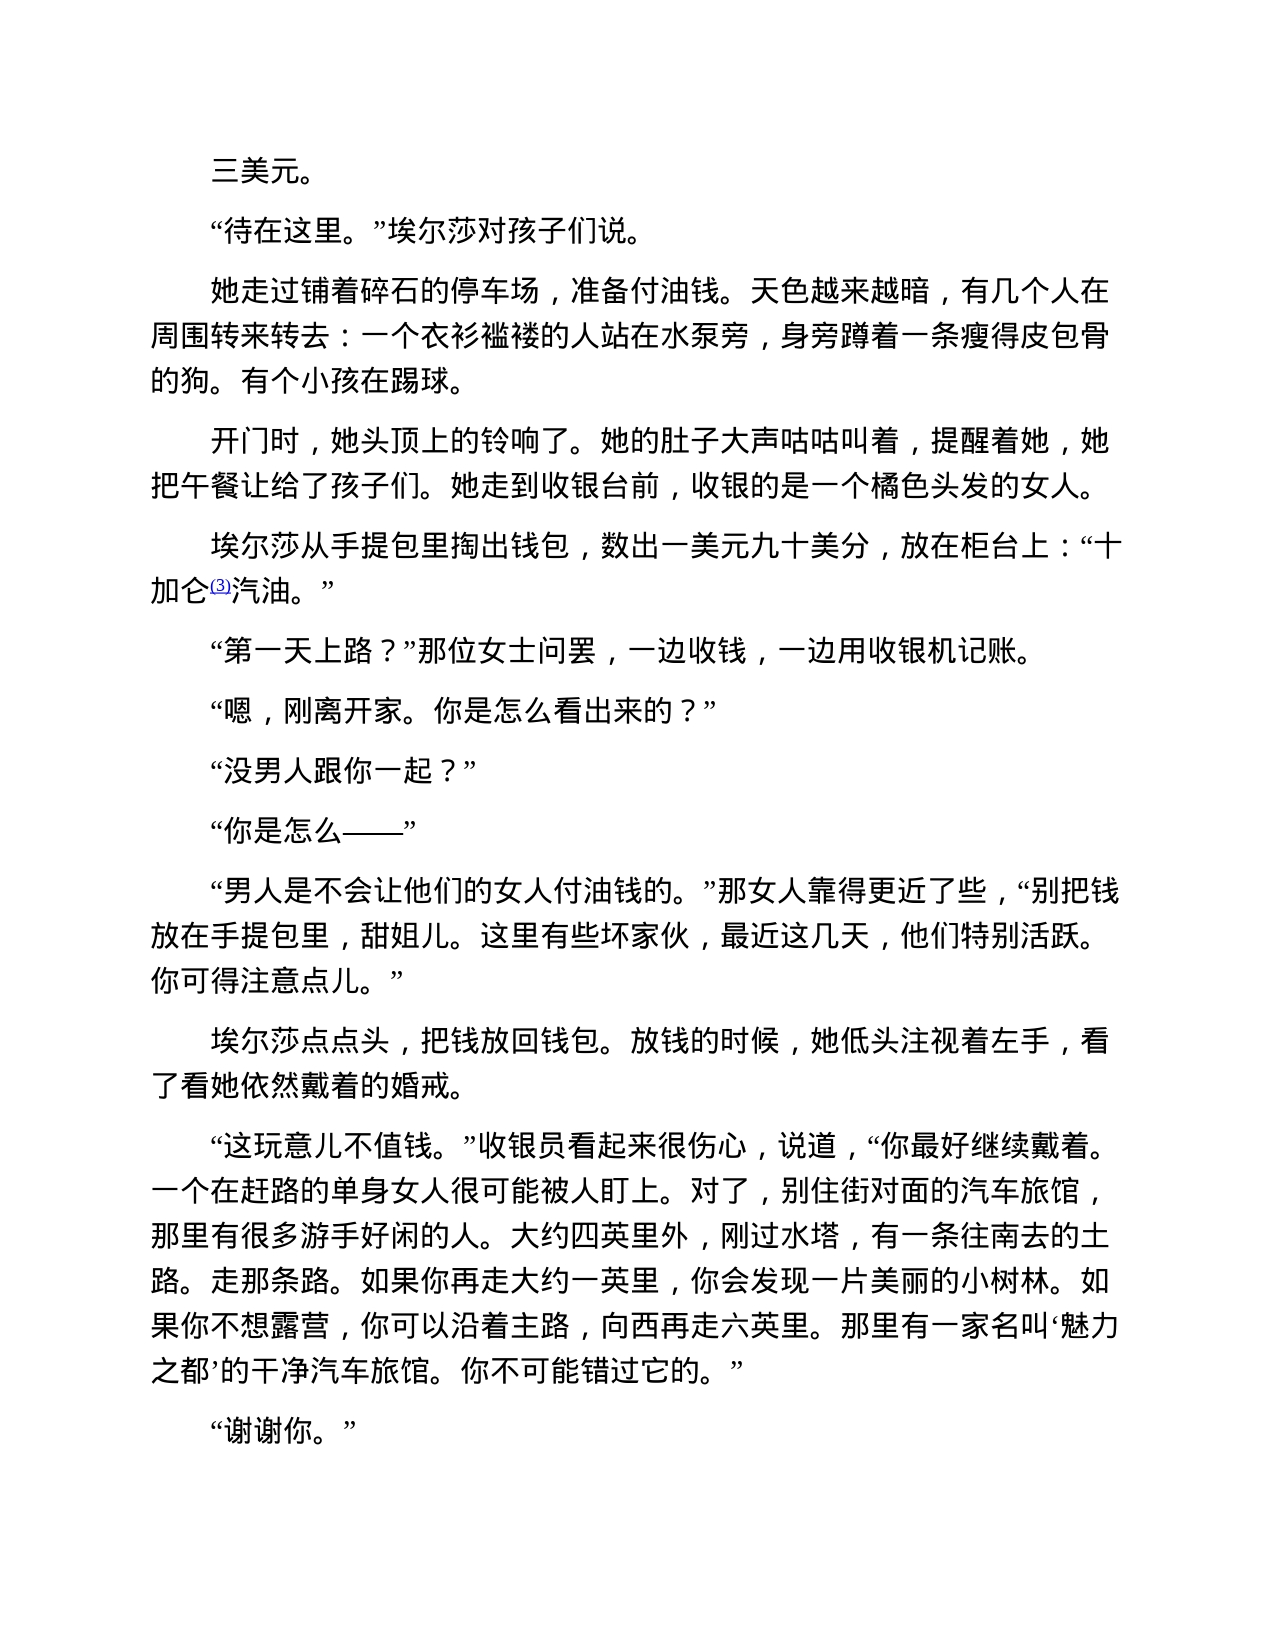 三美元。
“待在这里。”埃尔莎对孩子们说。
她走过铺着碎石的停车场，准备付油钱。天色越来越暗，有几个人在
周围转来转去：一个衣衫褴褛的人站在水泵旁，身旁蹲着一条瘦得皮包骨
的狗。有个小孩在踢球。
开门时，她头顶上的铃响了。她的肚子大声咕咕叫着，提醒着她，她
把午餐让给了孩子们。她走到收银台前，收银的是一个橘色头发的女人。
埃尔莎从手提包里掏出钱包，数出一美元九十美分，放在柜台上：“十
加仑(3)汽油。”
“第一天上路？”那位女士问罢，一边收钱，一边用收银机记账。
“嗯，刚离开家。你是怎么看出来的？”
“没男人跟你一起？”
“你是怎么——”
“男人是不会让他们的女人付油钱的。”那女人靠得更近了些，“别把钱
放在手提包里，甜姐儿。这里有些坏家伙，最近这几天，他们特别活跃。
你可得注意点儿。”
埃尔莎点点头，把钱放回钱包。放钱的时候，她低头注视着左手，看
了看她依然戴着的婚戒。
“这玩意儿不值钱。”收银员看起来很伤心，说道，“你最好继续戴着。
一个在赶路的单身女人很可能被人盯上。对了，别住街对面的汽车旅馆，
那里有很多游手好闲的人。大约四英里外，刚过水塔，有一条往南去的土
路。走那条路。如果你再走大约一英里，你会发现一片美丽的小树林。如
果你不想露营，你可以沿着主路，向西再走六英里。那里有一家名叫‘魅力
之都’的干净汽车旅馆。你不可能错过它的。”
“谢谢你。”